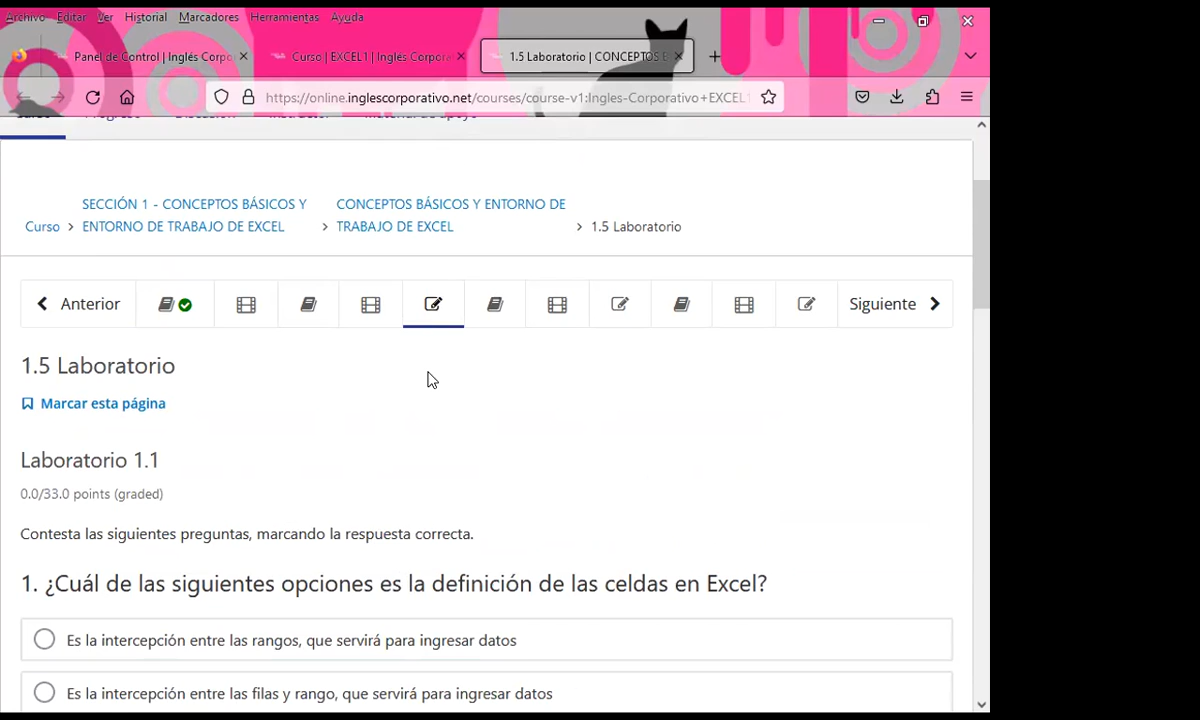 Archivo Editar Ver Historial Marcadores Herramientas Ayuda
Panel de Control | Inglés Corpo
Curso | EXCEL1 | Inglés Corpora
1.5 Laboratorio | CONCEPTOS
https://online.inglescorporativo.net/courses/course-v1:Ingles-Corporativo+EXCEL1
SECCIÓN 1 - CONCEPTOS BÁSICOS Y
CONCEPTOS BÁSICOS Y ENTORNO DE
Curso > ENTORNO DE TRABAJO DE EXCEL > TRABAJO DE EXCEL > 1.5 Laboratorio
Anterior
Siguiente
1.5 Laboratorio
Marcar esta página
Laboratorio 1.1
0.0/33.0 points (graded)
Contesta las siguientes preguntas, marcando la respuesta correcta.
1. ¿Cuál de las siguientes opciones es la definición de las celdas en Excel?
Es la intercepción entre las rangos, que servirá para ingresar datos
Es la intercepción entre las filas y rango, que servirá para ingresar datos